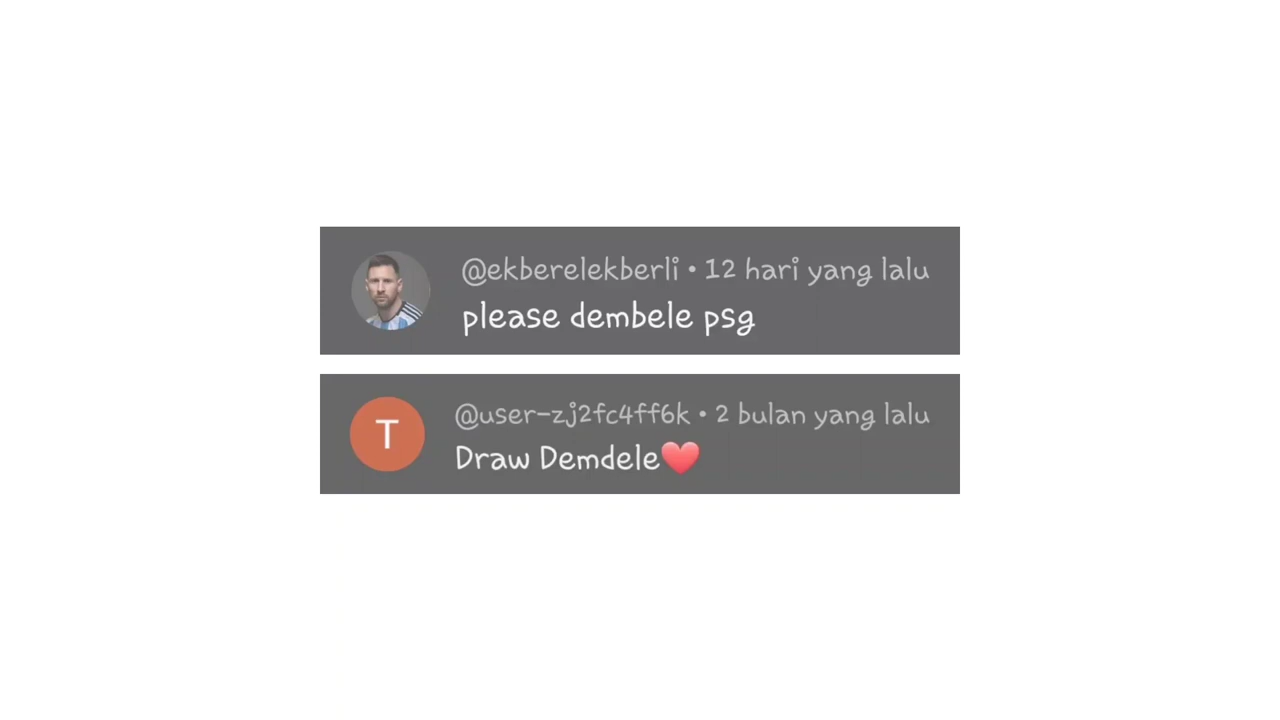 @ekberelekberli • 12 hari yang lalu
please dembele psg
T
@user-zj2fc4ff6k • 2 bulan yang lalu
Draw Demdele❤️